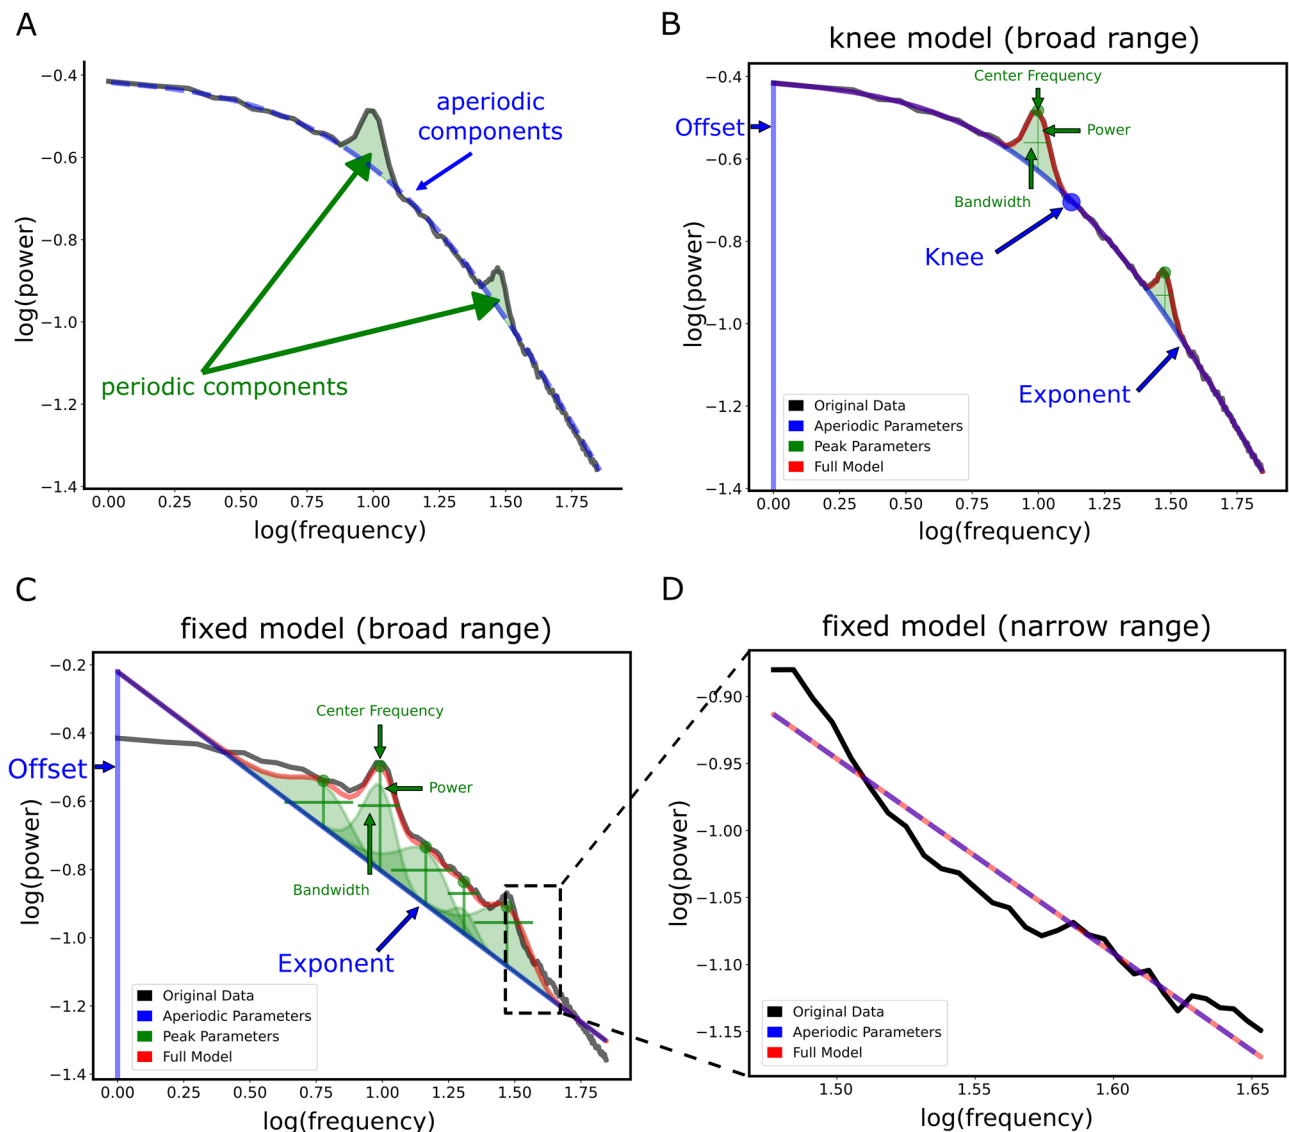 A
−0.4
−0.6
−0.8
−1.0
−1.2
−1.4
log(power)
aperiodic
components
periodic components
0.00 0.25 0.50 0.75 1.00 1.25 1.50 1.75
log(frequency)
B
knee model (broad range)
−0.4
−0.6
−0.8
−1.0
−1.2
−1.4
log(power)
Offset
Center Frequency
Power
Bandwidth
Knee
Exponent
Original Data
Aperiodic Parameters
Peak Parameters
Full Model
0.00 0.25 0.50 0.75 1.00 1.25 1.50 1.75
log(frequency)
C
fixed model (broad range)
−0.2
−0.4
−0.6
−0.8
−1.0
−1.2
−1.4
log(power)
Offset
Center Frequency
Power
Bandwidth
Exponent
Original Data
Aperiodic Parameters
Peak Parameters
Full Model
0.00 0.25 0.50 0.75 1.00 1.25 1.50 1.75
log(frequency)
D
fixed model (narrow range)
−0.90
−0.95
−1.00
−1.05
−1.10
−1.15
log(power)
Original Data
Aperiodic Parameters
Full Model
1.50 1.55 1.60 1.65
log(frequency)